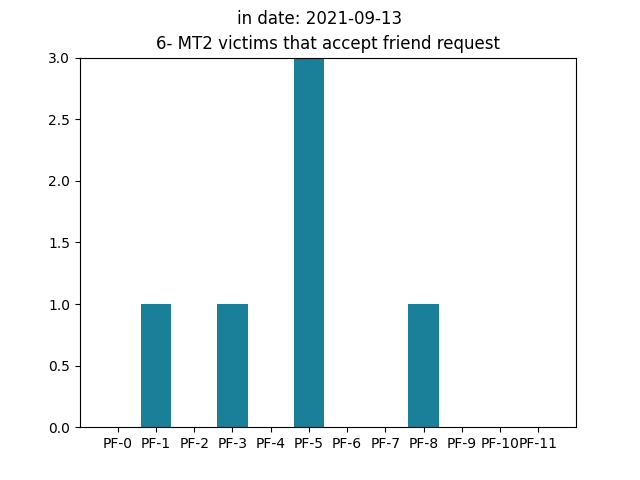 in date: 2021-09-13
6- MT2 victims that accept friend request
3.0
2.5
2.0
1.5
1.0
0.5
0.0
PF-0 PF-1 PF-2 PF-3 PF-4 PF-5 PF-6 PF-7 PF-8 PF-9 PF-10 PF-11